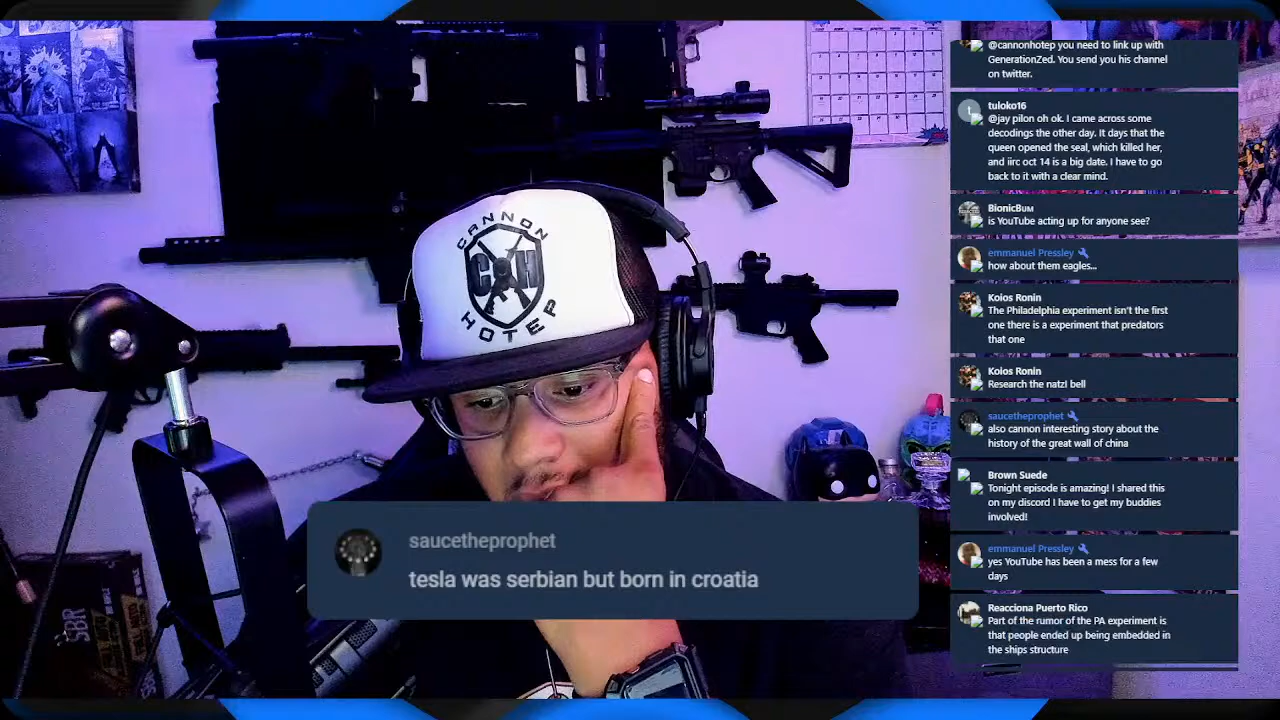 CANNON
CH
HOTEP
SBR
saucetheprophet
tesla was serbian but born in croatia
@cannonhotep you need to link up with
GenerationZed. You send you his channel
on twitter.
tuloko16
@jay pilon oh ok. I came across some
decodings the other day. It days that the
queen opened the seal, which killed her,
and iirc oct 14 is a big date. I have to go
back to it with a clear mind.
BionicBum
is YouTube acting up for anyone see?
emmanuel Pressley
how about them eagles...
Koios Ronin
The Philadelphia experiment isn't the first
one there is a experiment that predators
that one
Koios Ronin
Research the natzI bell
saucetheprophet
also cannon interesting story about the
history of the great wall of china
Brown Suede
Tonight episode is amazing! I shared this
on my discord I have to get my buddies
involved!
emmanuel Pressley
yes YouTube has been a mess for a few
days
Reacciona Puerto Rico
Part of the rumor of the PA experiment is
that people ended up being embedded in
the ships structure